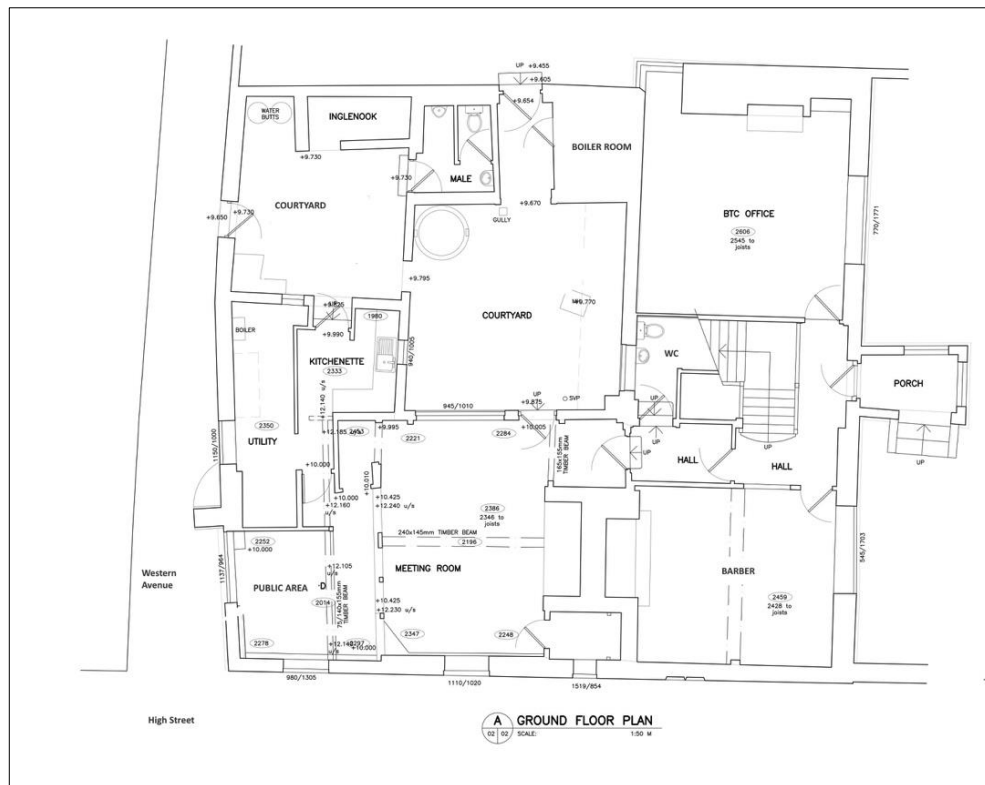 UP +9.455
+9.605
+9.654
WATER
BUTTS
INGLENOOK
BOILER ROOM
+9.730
+9.730
MALE
COURTYARD
+9.670
GULLY
BTC OFFICE
2606
2545 to
joists
770/1771
+9.650
+9.730
+9.795
+9.770
COURTYARD
1980
+9.990
BOILER
KITCHENETTE
2333
940/1005
WC
UP
PORCH
UP
945/1010
UP
+9.875
SVP
+12.140 u/s
2350
UTILITY
+9.995
2221
2284
+10.005
165x155mm
TIMBER BEAM
UP
UP
HALL
HALL
UP
1150/1000
+10.000
+10.010
+10.000
+12.160
u/s
+10.425
+12.240 u/s
2386
2346 to
joists
240x145mm TIMBER BEAM
2196
2252
+10.000
1137/964
Western
Avenue
PUBLIC AREA
+12.105
u/s
D
2014
75/140x155mm
TIMBER BEAM
MEETING ROOM
+10.425
+12.230 u/s
BARBER
2459
2428 to
joists
545/1703
2278
+10.000
u/s
2347
2248
980/1305
1110/1020
1519/854
High Street
A GROUND FLOOR PLAN
02 02 SCALE: 1:50 M